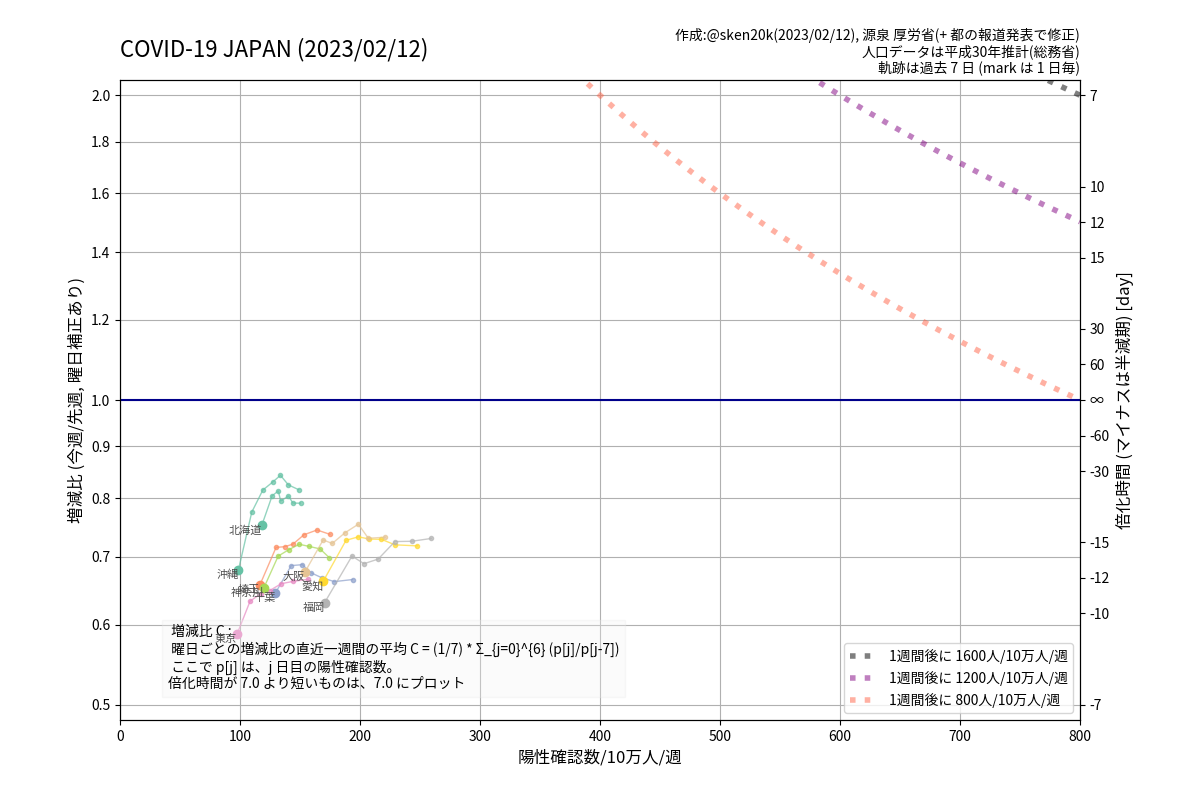 COVID-19 JAPAN (2023/02/12)
作成:@sken20k(2023/02/12), 源泉 厚労省(+ 都の報道発表で修正)
人口データは平成30年推計(総務省)
軌跡は過去 7 日 (mark は 1 日毎)
増減比 (今週/先週, 曜日補正あり)
2.0
1.8
1.6
1.4
1.2
1.0
0.9
0.8
0.7
0.6
0.5
7
10
12
15
30
60
∞
-60
-30
-15
-12
-10
-7
倍化時間 (マイナスは半減期) [day]
北海道
沖縄
大阪
愛知
埼玉
神奈川
千葉
福岡
東京
増減比 C :
曜日ごとの増減比の直近一週間の平均 C = (1/7) * Σ_{j=0}^{6} (p[j]/p[j-7])
ここで p[j] は、j 日目の陽性確認数。
倍化時間が 7.0 より短いものは、7.0 にプロット
1週間後に 1600人/10万人/週
1週間後に 1200人/10万人/週
1週間後に 800人/10万人/週
0 100 200 300 400 500 600 700 800
陽性確認数/10万人/週